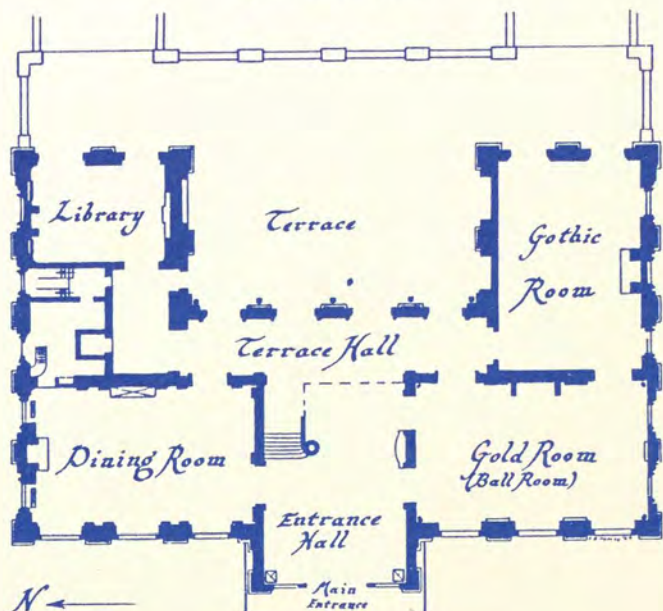 Library
Terrace
Gothic
Room
Terrace Hall
Dining Room
Gold Room
(Ball Room)
Entrance
Hall
Main
Entrance
N